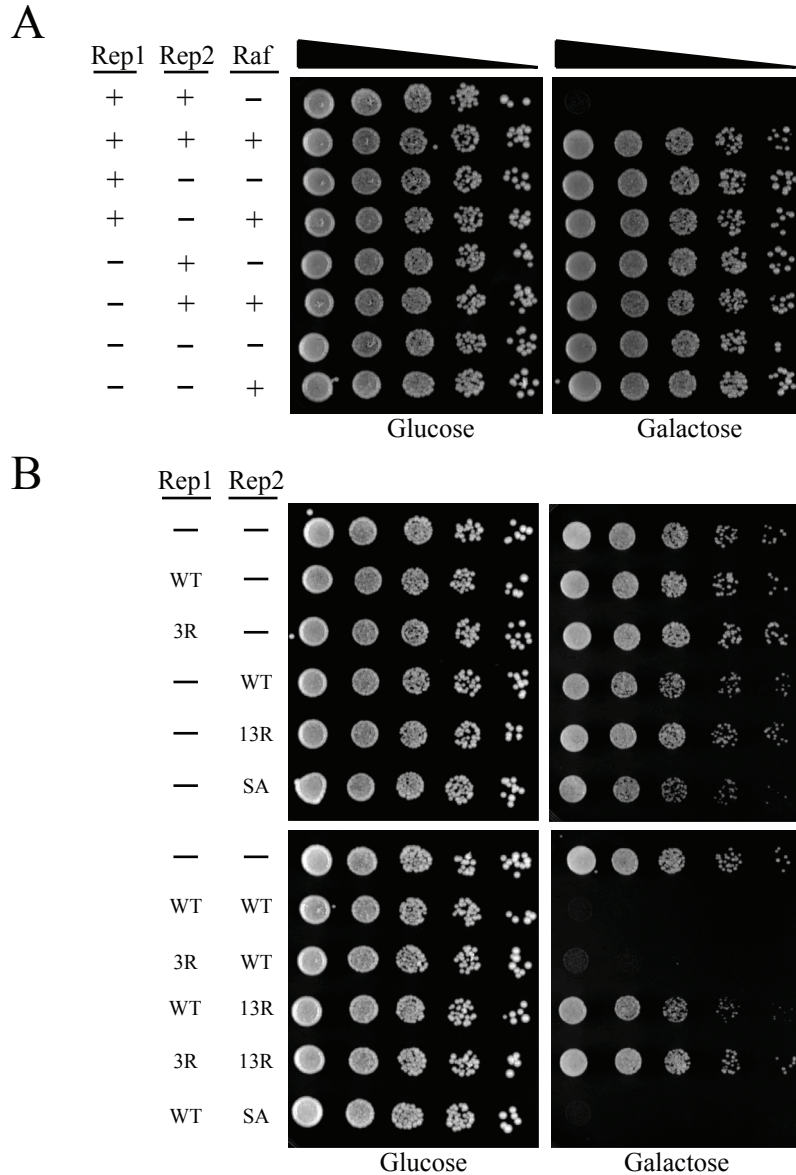 A
Rep1 Rep2 Raf
+ + −
+ + +
+ − −
+ − +
− + −
− + +
− − −
− − +
Glucose Galactose
B
Rep1 Rep2
− −
WT −
3R −
− WT
− 13R
− SA
− −
WT WT
3R WT
WT 13R
3R 13R
WT SA
Glucose Galactose